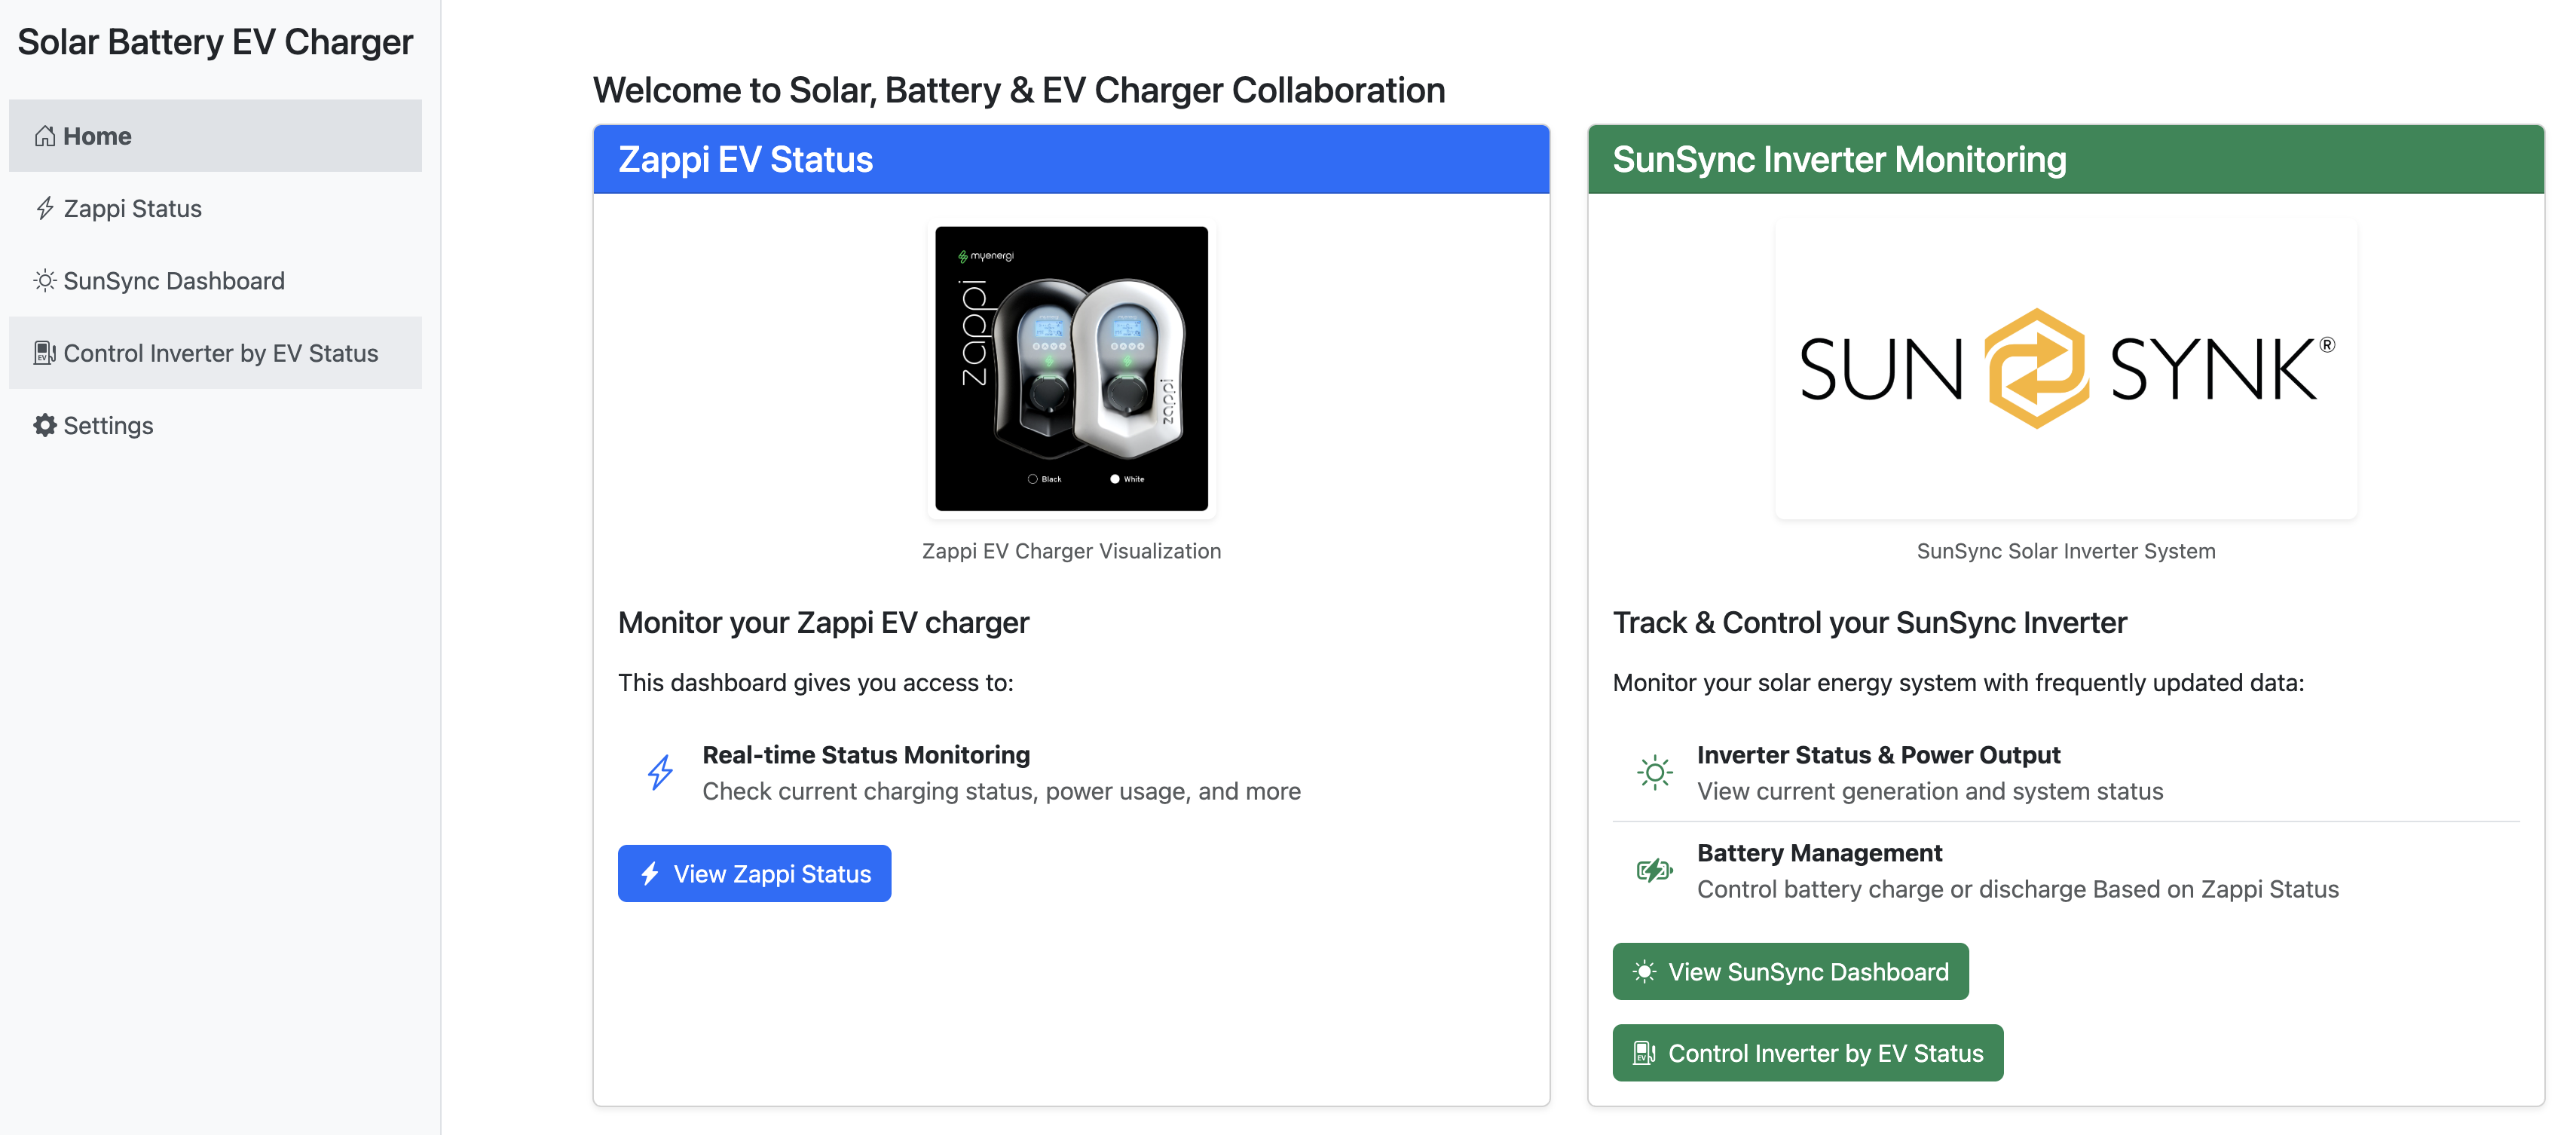 Solar Battery EV Charger
Home
Zappi Status
SunSync Dashboard
EV
Control Inverter by EV Status
Settings
Welcome to Solar, Battery & EV Charger Collaboration
Zappi EV Status
myenergi
zappi
zappi
Black
White
Zappi EV Charger Visualization
Monitor your Zappi EV charger
This dashboard gives you access to:
Real-time Status Monitoring
Check current charging status, power usage, and more
View Zappi Status
SunSync Inverter Monitoring
SUN SYNK®
SunSync Solar Inverter System
Track & Control your SunSync Inverter
Monitor your solar energy system with frequently updated data:
Inverter Status & Power Output
View current generation and system status
Battery Management
Control battery charge or discharge Based on Zappi Status
View SunSync Dashboard
EV
Control Inverter by EV Status